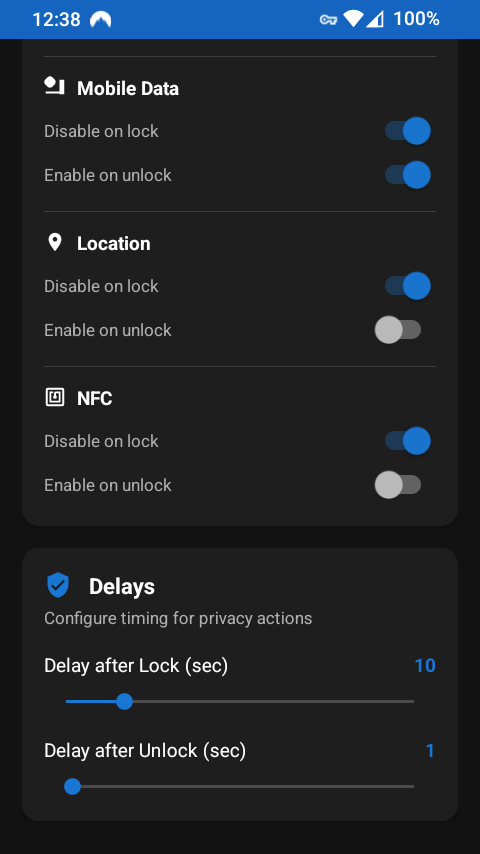 12:38
100%
Mobile Data
Disable on lock
Enable on unlock
Location
Disable on lock
Enable on unlock
NFC
Disable on lock
Enable on unlock
Delays
Configure timing for privacy actions
Delay after Lock (sec) 10
Delay after Unlock (sec) 1